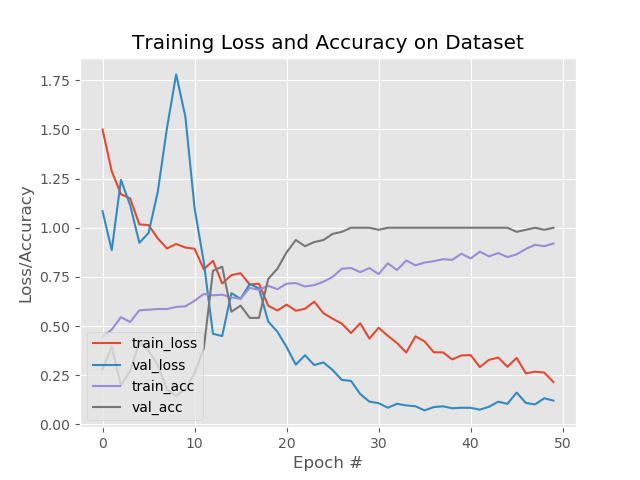 Training Loss and Accuracy on Dataset
1.75
1.50
1.25
1.00
0.75
0.50
0.25
0.00
Loss/Accuracy
train_loss
val_loss
train_acc
val_acc
0 10 20 30 40 50
Epoch #